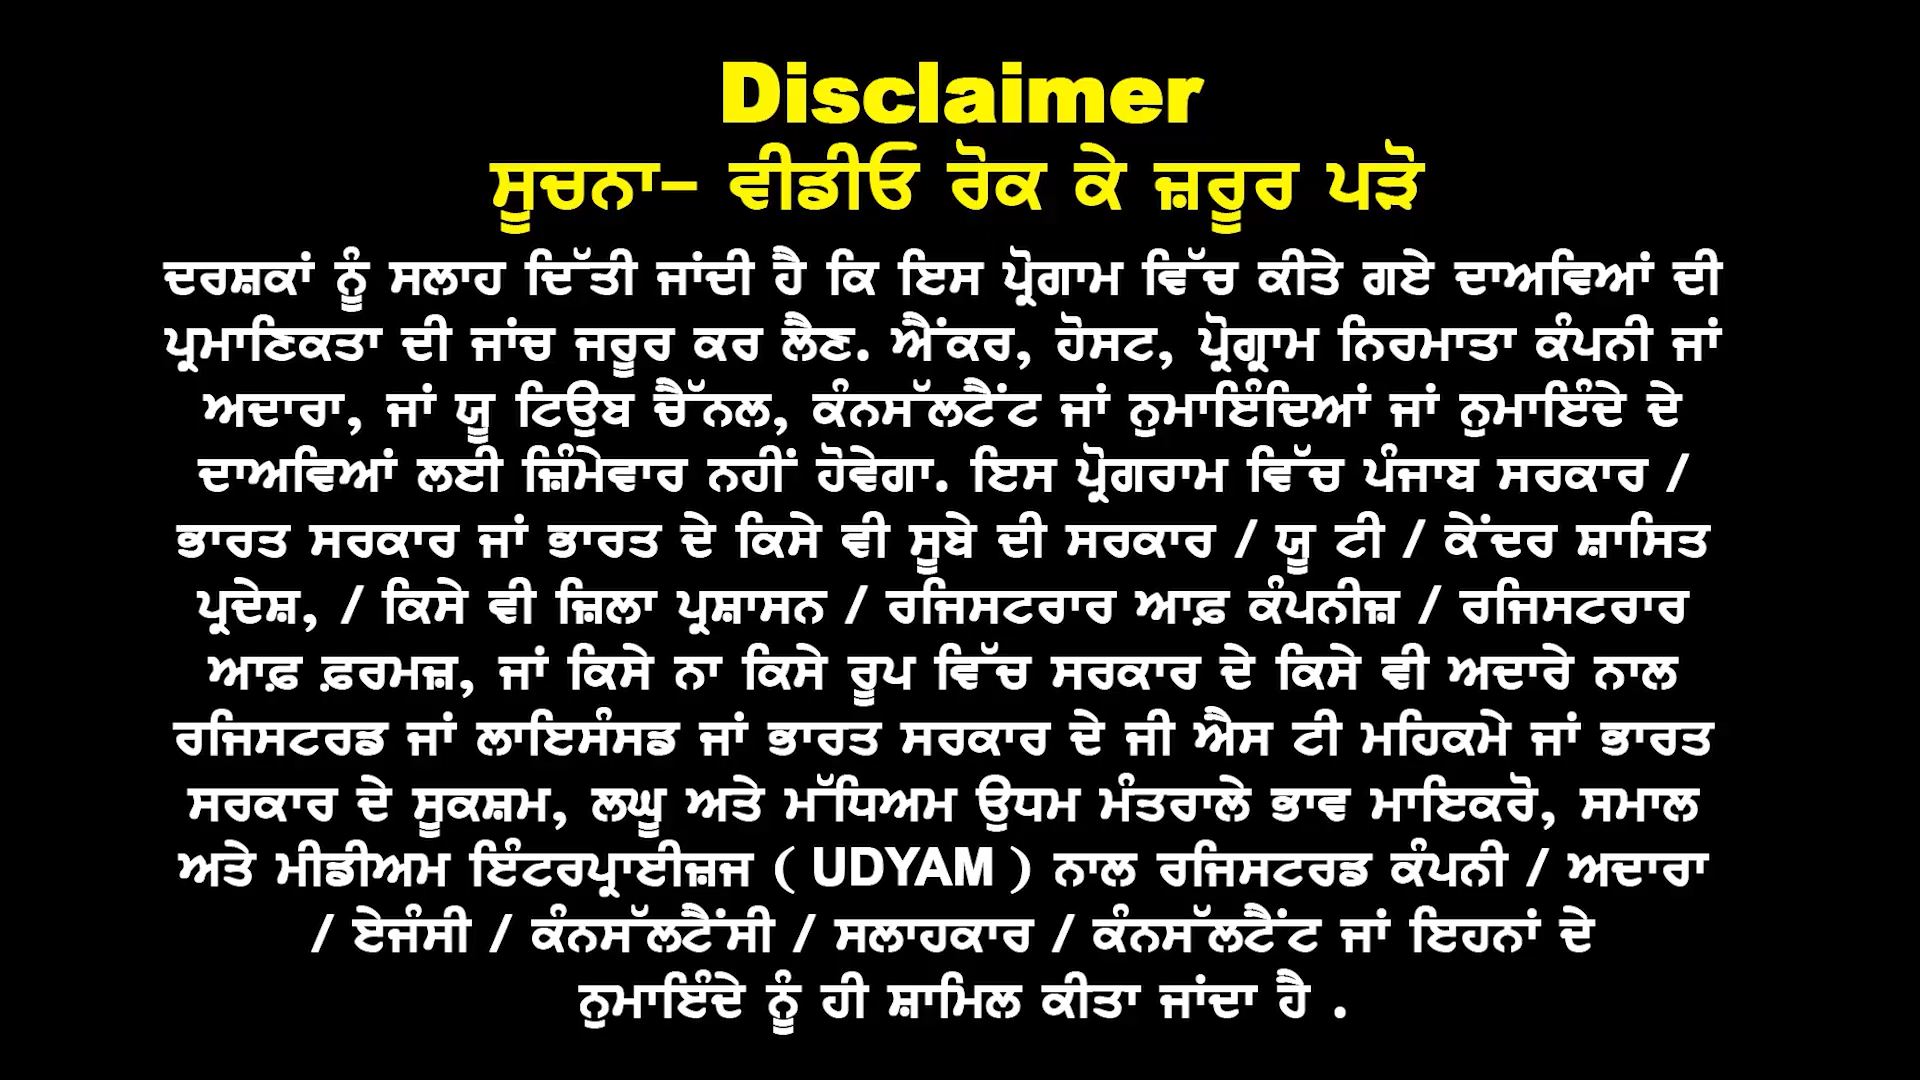 Disclaimer
ਸੂਚਨਾ- ਵੀਡੀਓ ਰੋਕ ਕੇ ਜ਼ਰੂਰ ਪੜੋ
ਦਰਸ਼ਕਾਂ ਨੂੰ ਸਲਾਹ ਦਿੱਤੀ ਜਾਂਦੀ ਹੈ ਕਿ ਇਸ ਪ੍ਰੋਗਾਮ ਵਿੱਚ ਕੀਤੇ ਗਏ ਦਾਅਵਿਆਂ ਦੀ
ਪ੍ਰਮਾਣਿਕਤਾ ਦੀ ਜਾਂਚ ਜਰੂਰ ਕਰ ਲੈਣ. ਐਂਕਰ, ਹੋਸਟ, ਪ੍ਰੋਗ੍ਰਾਮ ਨਿਰਮਾਤਾ ਕੰਪਨੀ ਜਾਂ
ਅਦਾਰਾ, ਜਾਂ ਯੂ ਟਿਊਬ ਚੈੱਨਲ, ਕੰਨਸੱਲਟੈਂਟ ਜਾਂ ਨੁਮਾਇੰਦਿਆਂ ਜਾਂ ਨੁਮਾਇੰਦੇ ਦੇ
ਦਾਅਵਿਆਂ ਲਈ ਜ਼ਿੰਮੇਵਾਰ ਨਹੀਂ ਹੋਵੇਗਾ. ਇਸ ਪ੍ਰੋਗਰਾਮ ਵਿੱਚ ਪੰਜਾਬ ਸਰਕਾਰ /
ਭਾਰਤ ਸਰਕਾਰ ਜਾਂ ਭਾਰਤ ਦੇ ਕਿਸੇ ਵੀ ਸੂਬੇ ਦੀ ਸਰਕਾਰ / ਯੂ ਟੀ / ਕੇਂਦਰ ਸ਼ਾਸਿਤ
ਪ੍ਰਦੇਸ਼, / ਕਿਸੇ ਵੀ ਜ਼ਿਲਾ ਪ੍ਰਸ਼ਾਸਨ / ਰਜਿਸਟਰਾਰ ਆਫ਼ ਕੰਪਨੀਜ਼ / ਰਜਿਸਟਰਾਰ
ਆਫ਼ ਫ਼ਰਮਜ਼, ਜਾਂ ਕਿਸੇ ਨਾ ਕਿਸੇ ਰੂਪ ਵਿੱਚ ਸਰਕਾਰ ਦੇ ਕਿਸੇ ਵੀ ਅਦਾਰੇ ਨਾਲ
ਰਜਿਸਟਰਡ ਜਾਂ ਲਾਇਸੰਸਡ ਜਾਂ ਭਾਰਤ ਸਰਕਾਰ ਦੇ ਜੀ ਐਸ ਟੀ ਮਹਿਕਮੇ ਜਾਂ ਭਾਰਤ
ਸਰਕਾਰ ਦੇ ਸੂਕਸ਼ਮ, ਲਘੂ ਅਤੇ ਮੱਧਿਅਮ ਉਧਮ ਮੰਤਰਾਲੇ ਭਾਵ ਮਾਇਕਰੋ, ਸਮਾਲ
ਅਤੇ ਮੀਡੀਅਮ ਇੰਟਰਪ੍ਰਾਈਜ਼ਜ ( UDYAM ) ਨਾਲ ਰਜਿਸਟਰਡ ਕੰਪਨੀ / ਅਦਾਰਾ
/ ਏਜੰਸੀ / ਕੰਨਸੱਲਟੈਂਸੀ / ਸਲਾਹਕਾਰ / ਕੰਨਸੱਲਟੈਂਟ ਜਾਂ ਇਹਨਾਂ ਦੇ
ਨੁਮਾਇੰਦੇ ਨੂੰ ਹੀ ਸ਼ਾਮਿਲ ਕੀਤਾ ਜਾਂਦਾ ਹੈ .